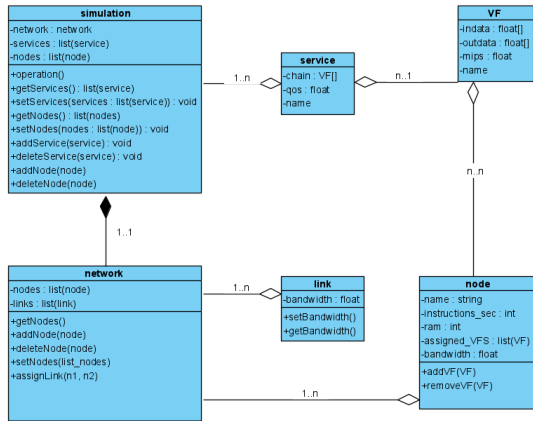 simulation
-network : network
-services : list(service)
-nodes : list(node)
+operation()
+getServices() : list(service)
+setServices(services : list(service)) : void
+getNodes() : list(nodes)
+setNodes(nodes : list(node)) : void
+addService(service) : void
+deleteService(service) : void
+addNode(node)
+deleteNode(node)
1..n
service
-chain : VF[]
-qos : float
-name
n..1
VF
-indata : float[]
-outdata : float[]
-mips : float
-name
n..n
1..1
network
-nodes : list(node)
-links : list(link)
+getNodes()
+addNode(node)
+deleteNode(node)
+setNodes(list_nodes)
+assignLink(n1, n2)
1..n
link
-bandwidth : float
+setBandwidth()
+getBandwidth()
node
-name : string
-instructions_sec : int
-ram : int
-assigned_VFS : list(VF)
-bandwidth : float
+addVF(VF)
+removeVF(VF)
1..n